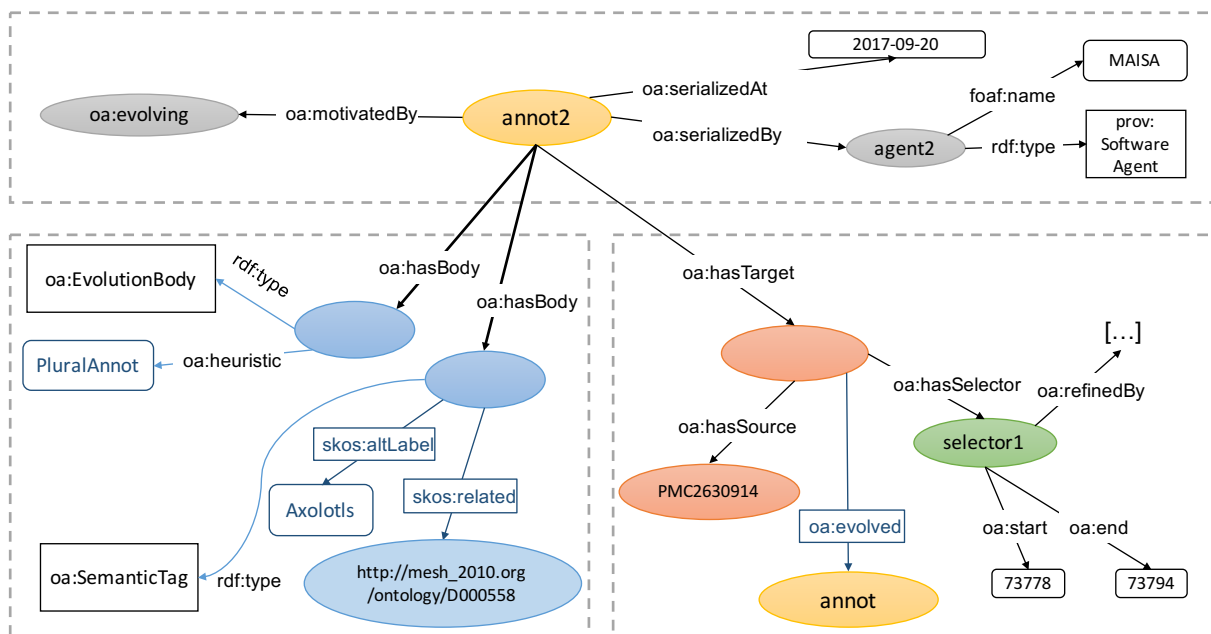 2017-09-20
MAISA
oa:serializedAt
foaf:name
oa:evolving
oa:motivatedBy
annot2
oa:serializedBy
agent2
rdf:type
prov:
Software
Agent
oa:EvolutionBody
rdf:type
oa:hasBody
oa:hasBody
oa:hasTarget
PluralAnnot
oa:heuristic
[...]
oa:hasSelector
oa:refinedBy
skos:altLabel
oa:hasSource
selector1
Axolotls
skos:related
PMC2630914
oa:evolved
oa:start
oa:end
oa:SemanticTag
rdf:type
http://mesh_2010.org
/ontology/D000558
annot
73778
73794